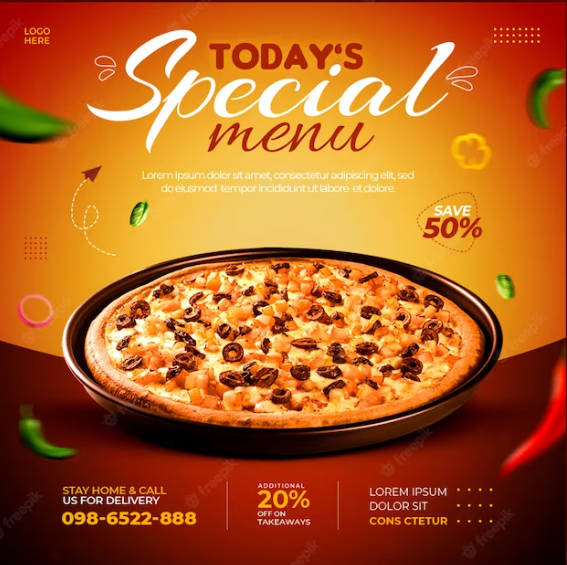 LOGO
HERE
TODAY'S
Special
menu
Lorem ipsum dolor sit amet, consectetur adipiscing elit, sed
do eiusmod tempor incididunt ut labore et dolore.
SAVE
50%
STAY HOME & CALL
US FOR DELIVERY
098-6522-888
ADDITIONAL
20%
OFF ON
TAKEAWAYS
LOREM IPSUM
DOLOR SIT
CONS CTETUR
freepik